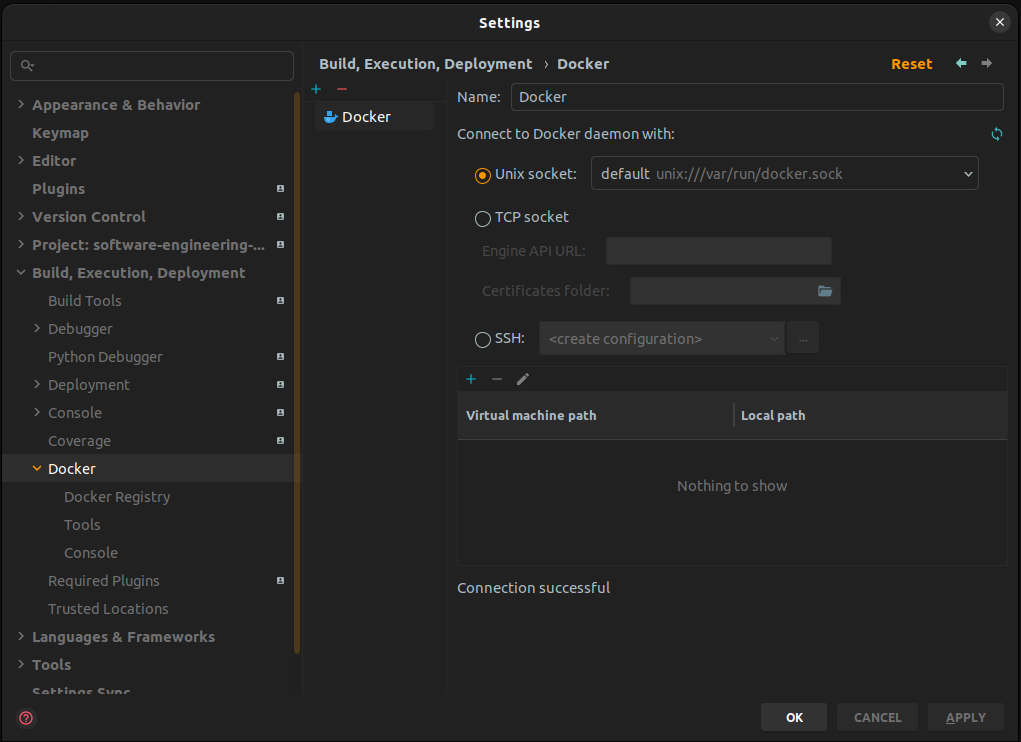 Settings
Build, Execution, Deployment › Docker
Reset
Appearance & Behavior
Keymap
Editor
Plugins
Version Control
Project: software-engineering-...
Build, Execution, Deployment
Build Tools
Debugger
Python Debugger
Deployment
Console
Coverage
Docker
Docker Registry
Tools
Console
Required Plugins
Trusted Locations
Languages & Frameworks
Tools
Settings Sync
Docker
Name: Docker
Connect to Docker daemon with:
Unix socket: default unix:///var/run/docker.sock
TCP socket
Engine API URL:
Certificates folder:
SSH: <create configuration> ...
Virtual machine path Local path
Nothing to show
Connection successful
?
OK CANCEL APPLY